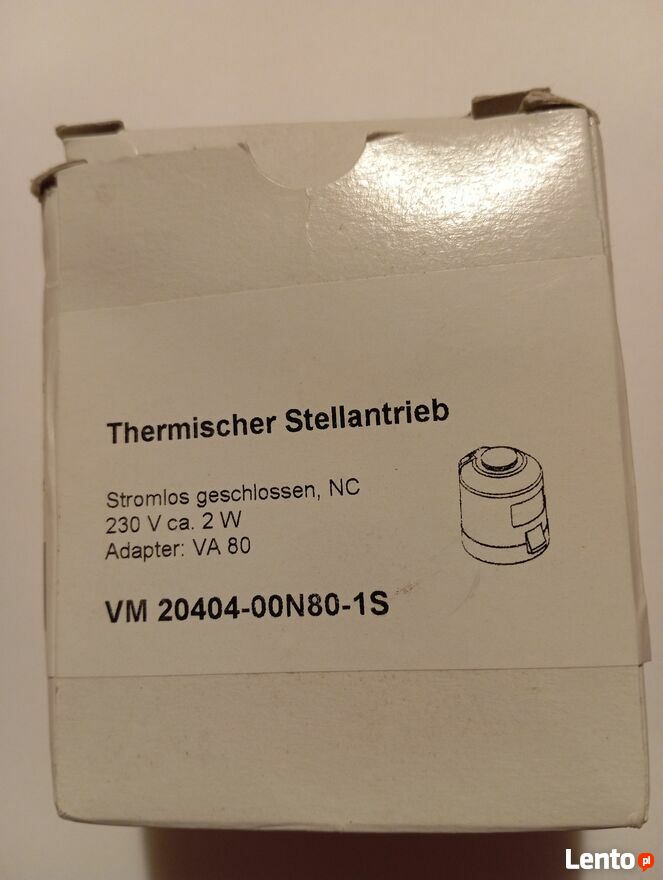 Thermischer Stellantrieb
Stromlos geschlossen, NC
230 V ca. 2 W
Adapter: VA 80
VM 20404-00N80-1S
Lento.pl